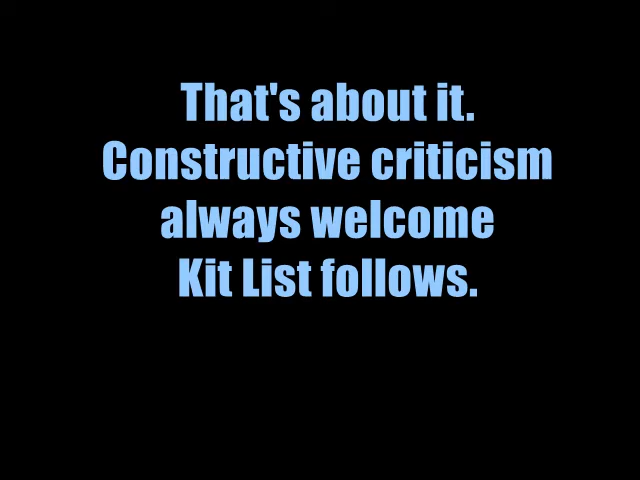 That's about it.
Constructive criticism
always welcome
Kit List follows.